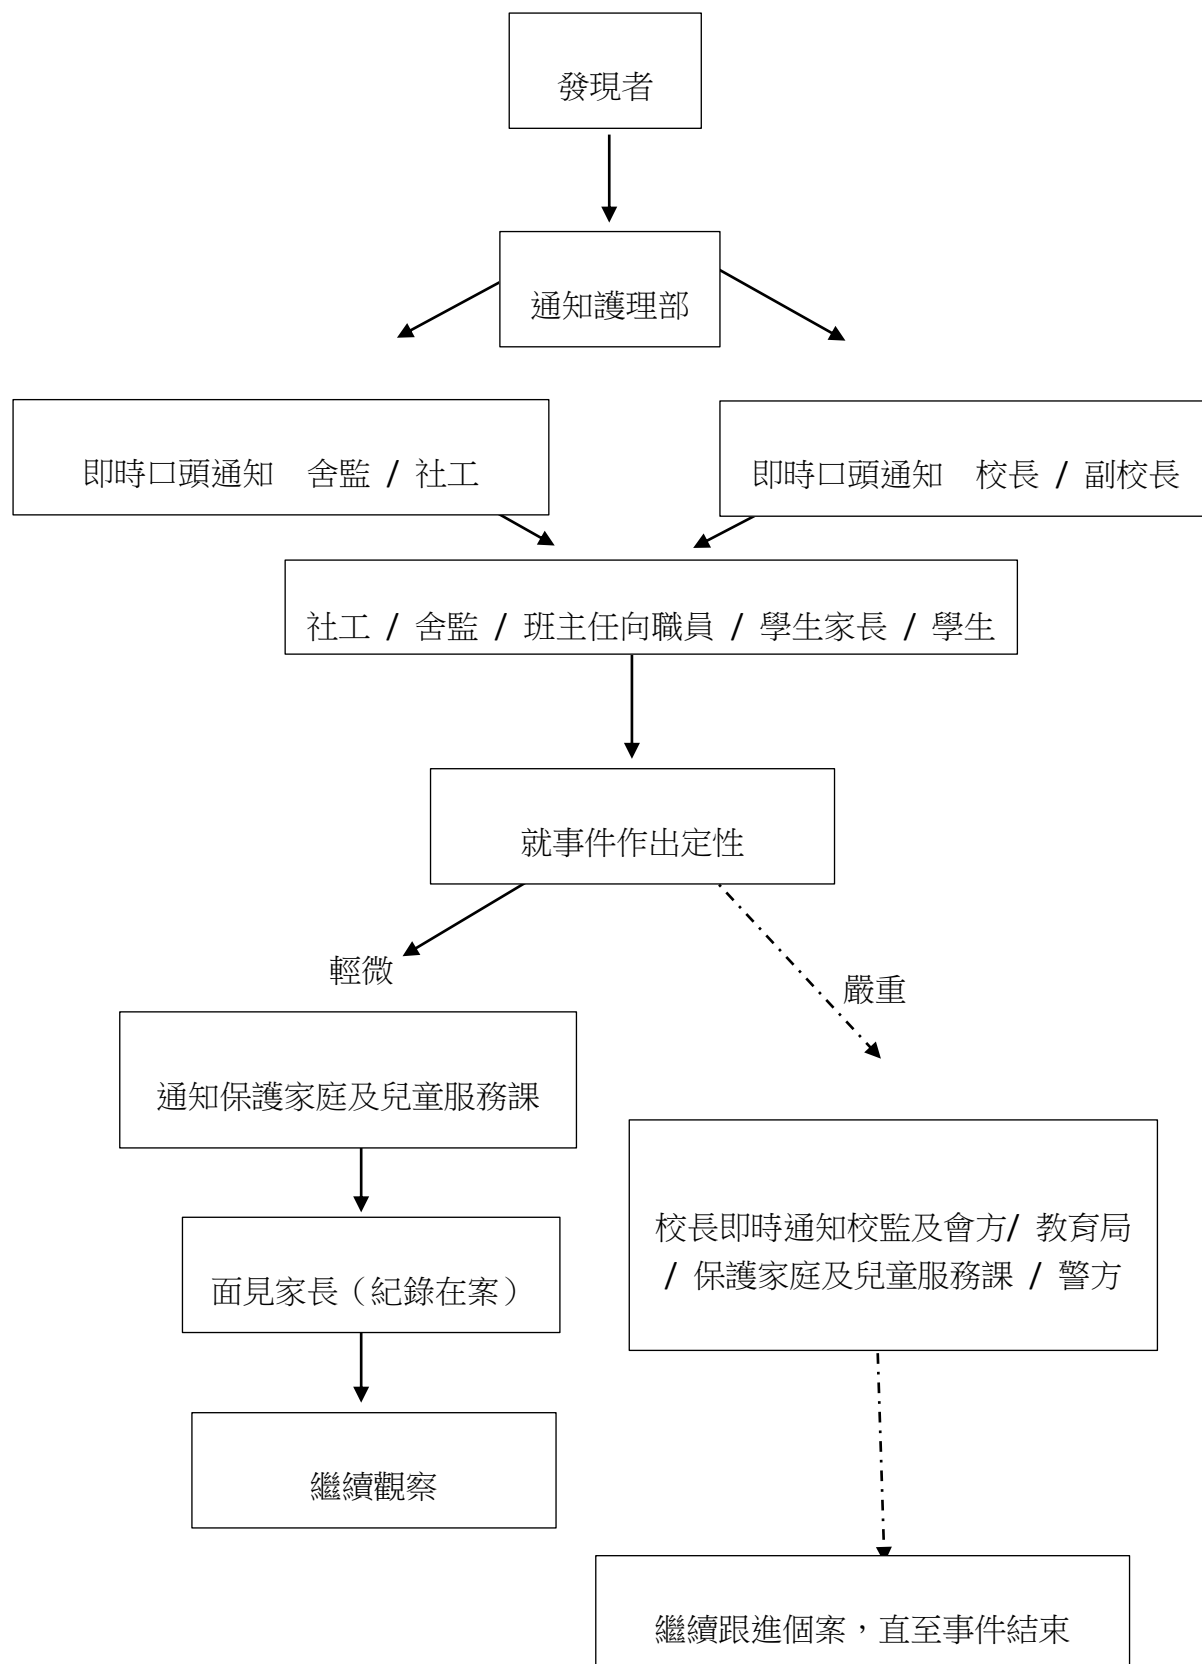 發現者
通知護理部
即時口頭通知　舍監 / 社工
即時口頭通知　校長 / 副校長
社工 / 舍監 / 班主任向職員 / 學生家長 / 學生
就事件作出定性
輕微
嚴重
通知保護家庭及兒童服務課
校長即時通知校監及會方/ 教育局
/ 保護家庭及兒童服務課 / 警方
面見家長（紀錄在案）
繼續觀察
繼續跟進個案，直至事件結束